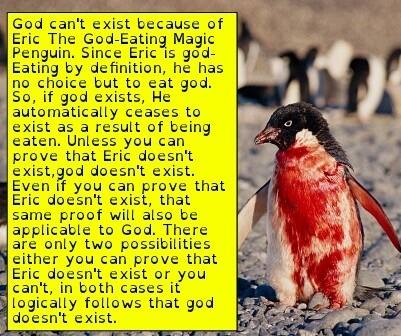 God can't exist because of
Eric The God-Eating Magic
Penguin. Since Eric is god-
Eating by definition, he has
no choice but to eat god.
So, if god exists, He
automatically ceases to
exist as a result of being
eaten. Unless you can
prove that Eric doesn't
exist,god doesn't exist.
Even if you can prove that
Eric doesn't exist, that
same proof will also be
applicable to God. There
are only two possibilities
either you can prove that
Eric doesn't exist or you
can't, in both cases it
logically follows that god
doesn't exist.